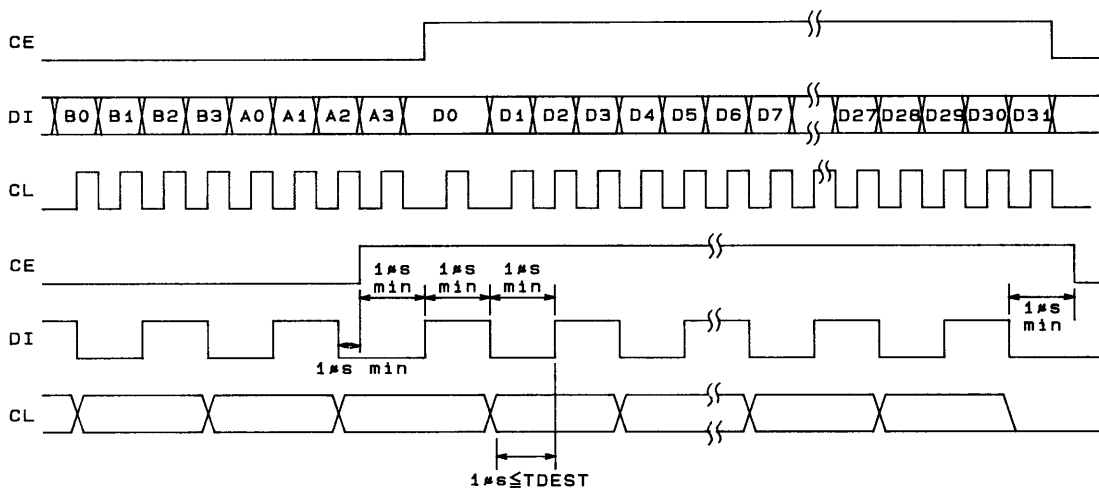 CE
DI B0 B1 B2 B3 A0 A1 A2 A3 D0 D1 D2 D3 D4 D5 D6 D7 D27 D28 D29 D30 D31
CL
CE
1μs min
1μs min
1μs min
1μs min
DI
1μs min
CL
1μs≦TDEST